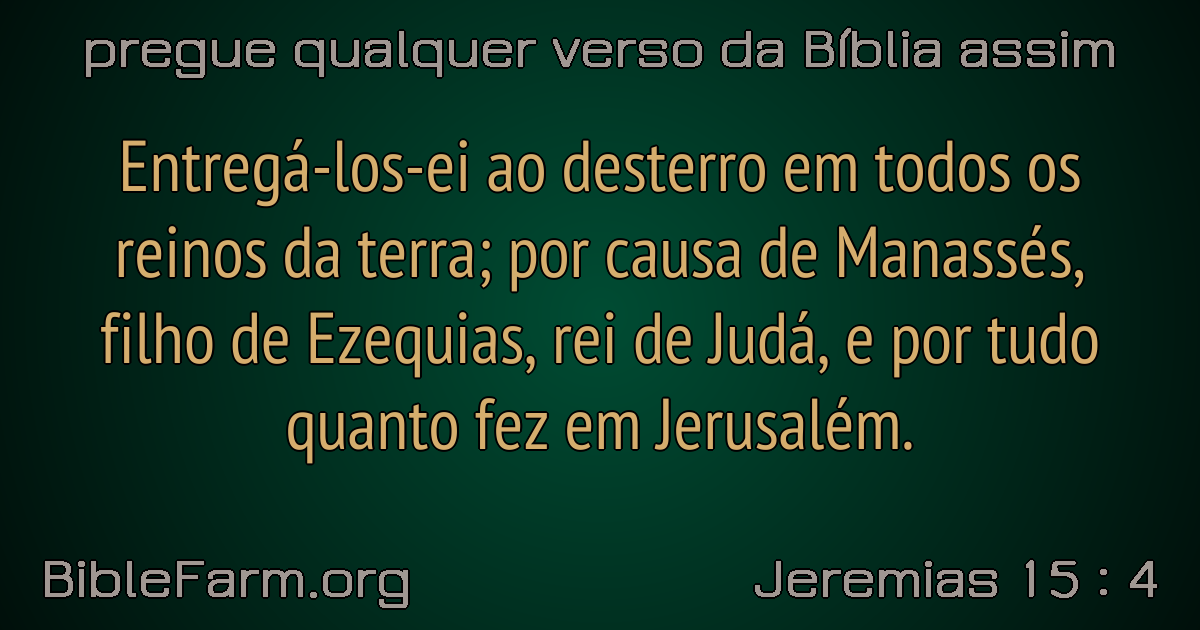 pregue qualquer verso da Bíblia assim
Entregá-los-ei ao desterro em todos os
reinos da terra; por causa de Manassés,
filho de Ezequias, rei de Judá, e por tudo
quanto fez em Jerusalém.
BibleFarm.org
Jeremias 15 : 4